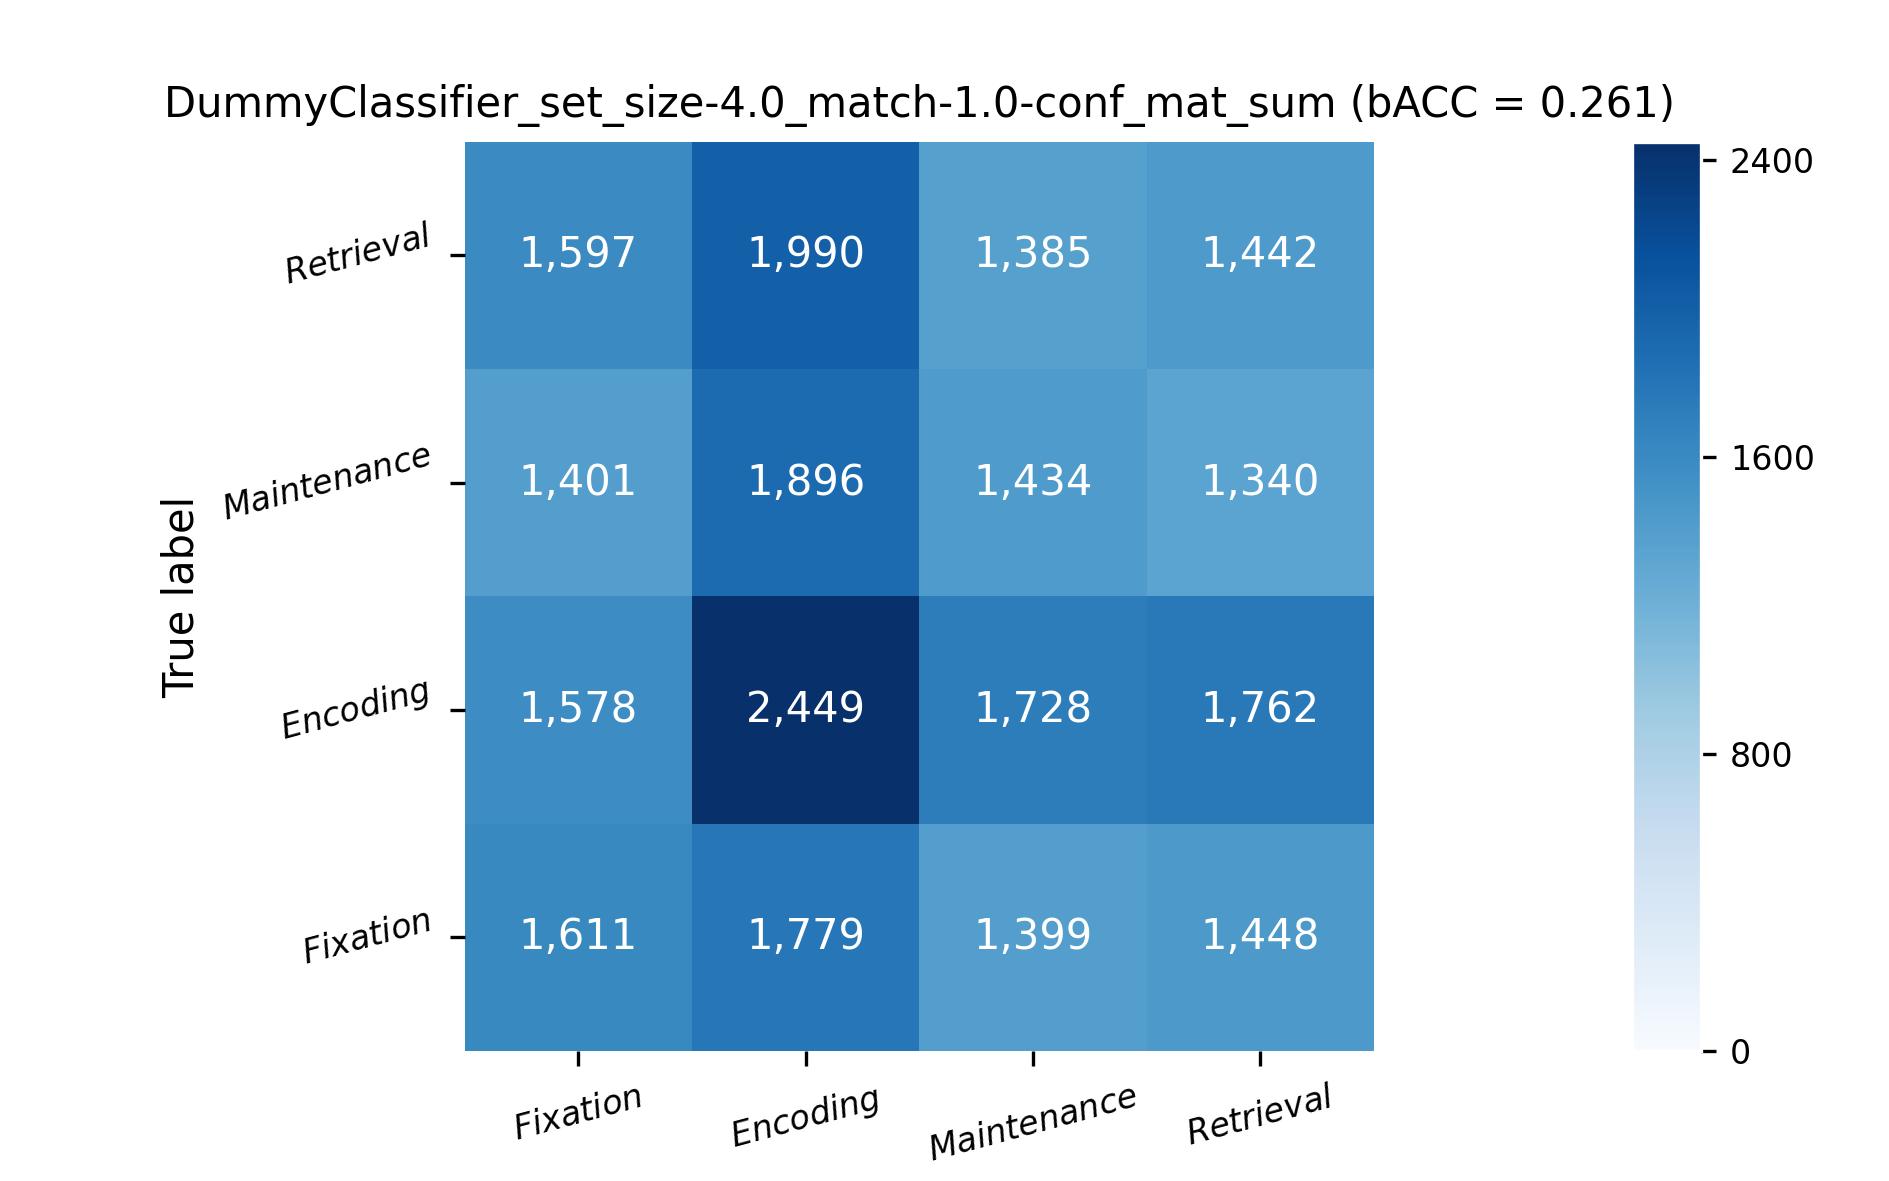 DummyClassifier_set_size-4.0_match-1.0-conf_mat_sum (bACC = 0.261)
True label
Retrieval 1,597 1,990 1,385 1,442
Maintenance 1,401 1,896 1,434 1,340
Encoding 1,578 2,449 1,728 1,762
Fixation 1,611 1,779 1,399 1,448
Fixation Encoding Maintenance Retrieval
2400
1600
800
0